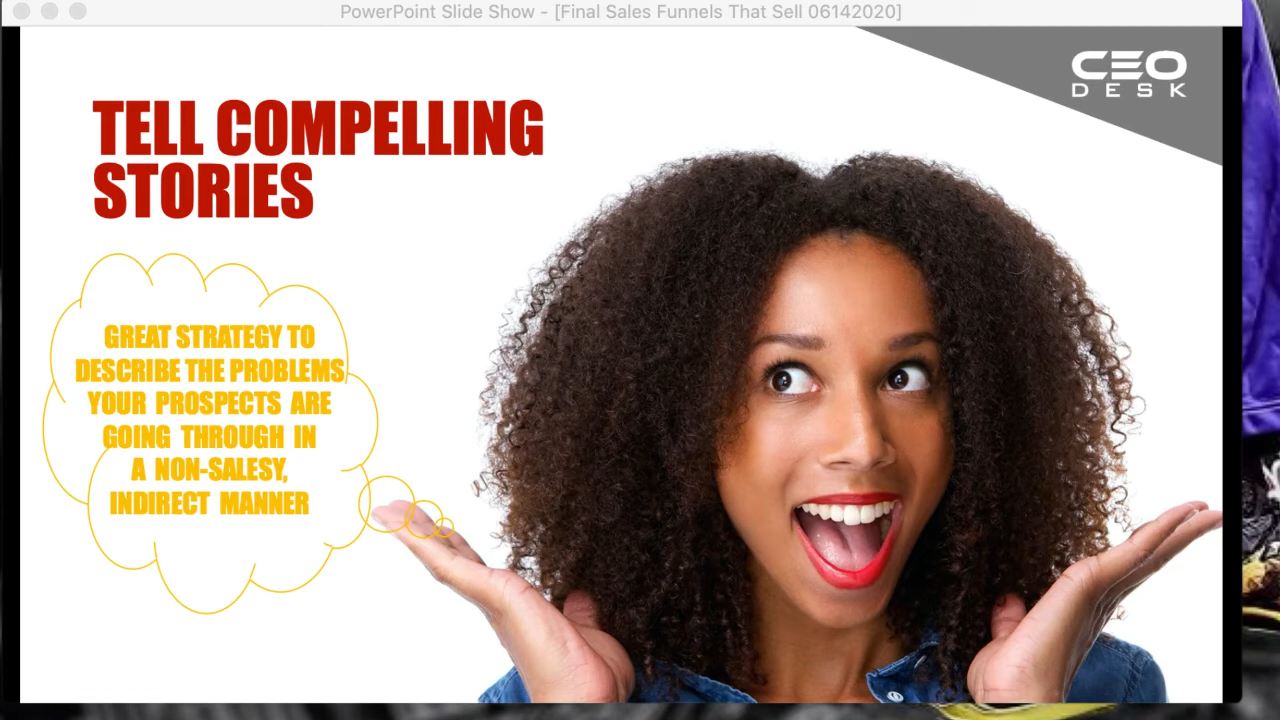 PowerPoint Slide Show - [Final Sales Funnels That Sell 06142020]
CEO
DESK
TELL COMPELLING
STORIES
GREAT STRATEGY TO
DESCRIBE THE PROBLEMS
YOUR PROSPECTS ARE
GOING THROUGH IN
A NON-SALESY,
INDIRECT MANNER